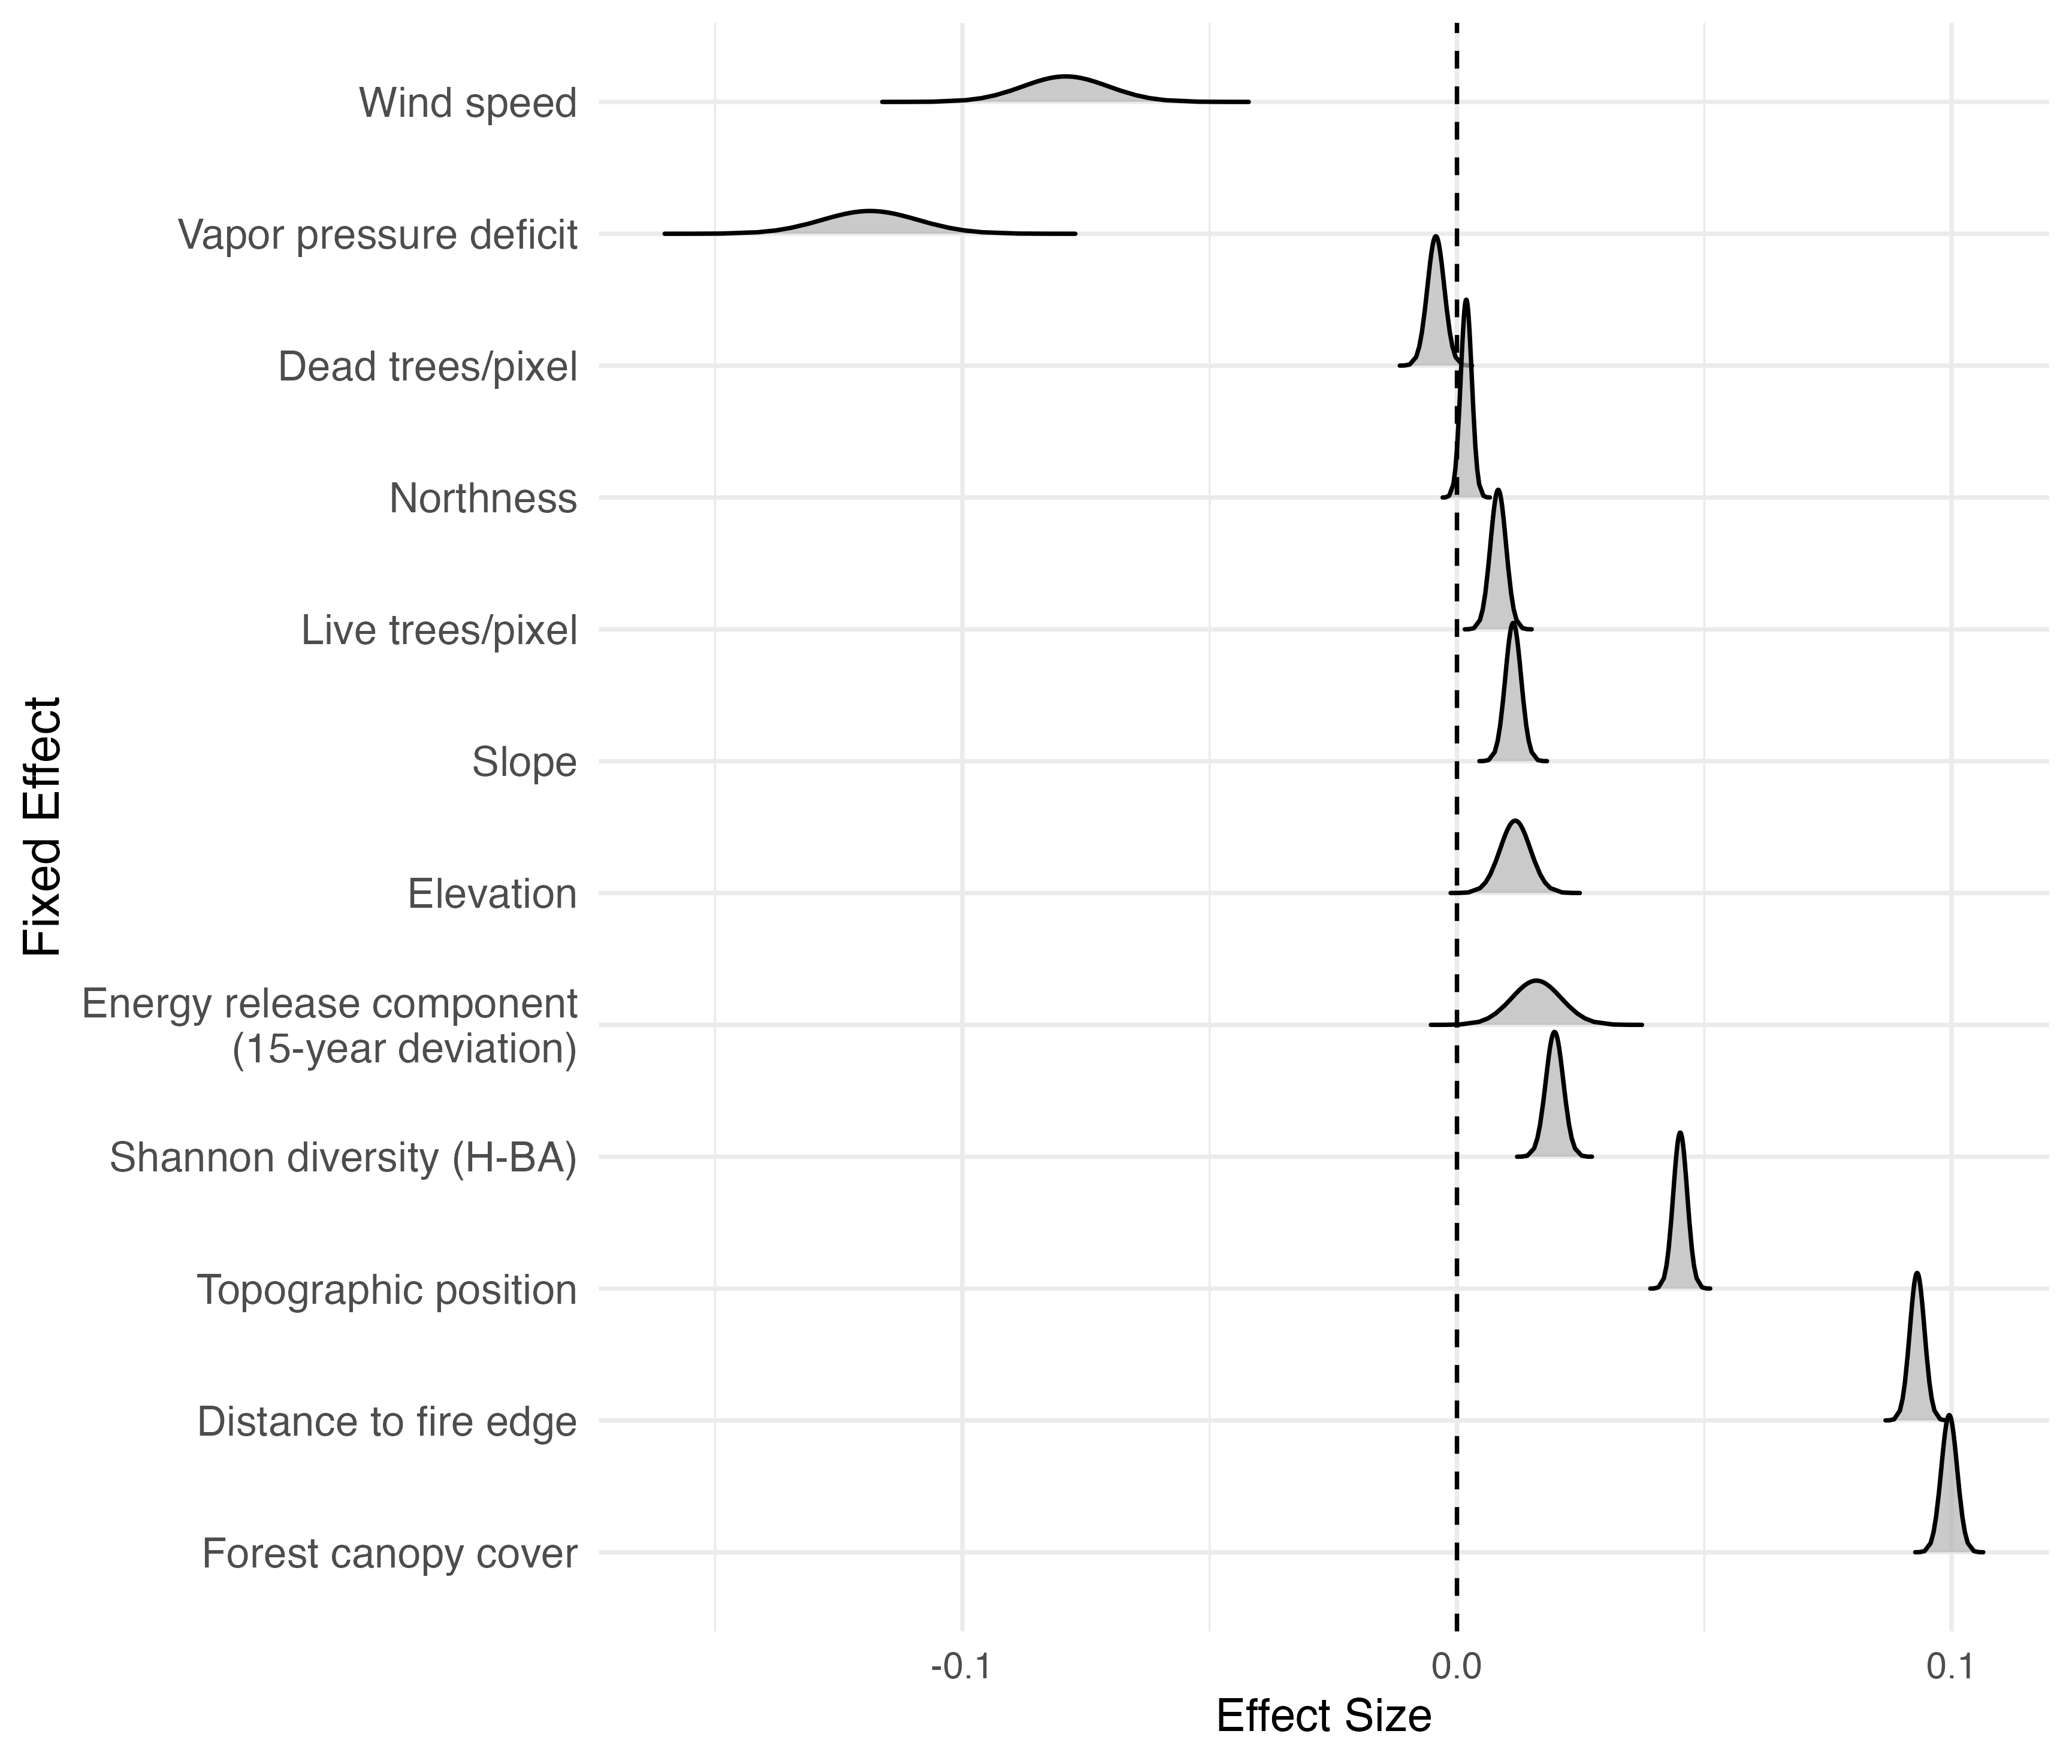 Wind speed
Vapor pressure deficit
Dead trees/pixel
Northness
Live trees/pixel
Slope
Elevation
Energy release component
(15-year deviation)
Shannon diversity (H-BA)
Topographic position
Distance to fire edge
Forest canopy cover
Fixed Effect
-0.1
0.0
0.1
Effect Size